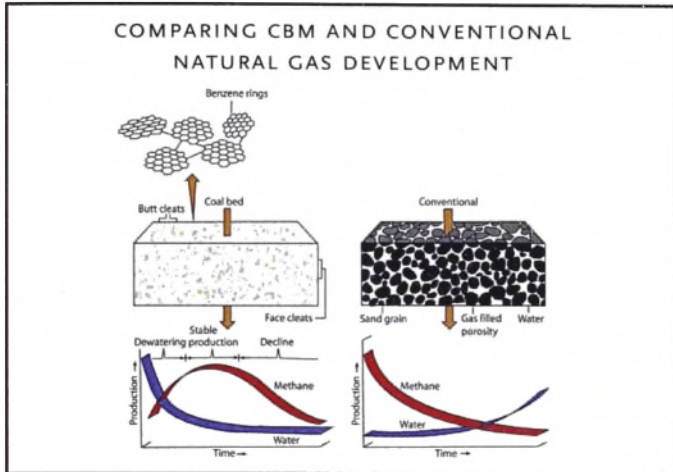 COMPARING CBM AND CONVENTIONAL
NATURAL GAS DEVELOPMENT
Benzene rings
Butt cleats
Coal bed
Face cleats
Conventional
Sand grain
Gas filled
porosity
Water
Dewatering
Stable
production
Decline
Production →
Methane
Water
Time →
Production →
Methane
Water
Time →